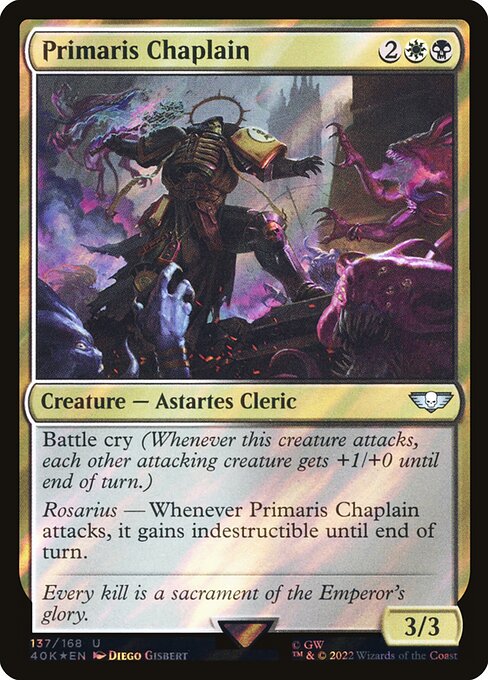 Primaris Chaplain 2
Creature — Astartes Cleric
Battle cry (Whenever this creature attacks,
each other attacking creature gets +1/+0 until
end of turn.)
Rosarius — Whenever Primaris Chaplain
attacks, it gains indestructible until end of
turn.
Every kill is a sacrament of the Emperor's
glory.
3/3
137/168 U
40K★EN Diego Gisbert
© GW
™ & © 2022 Wizards of the Coast